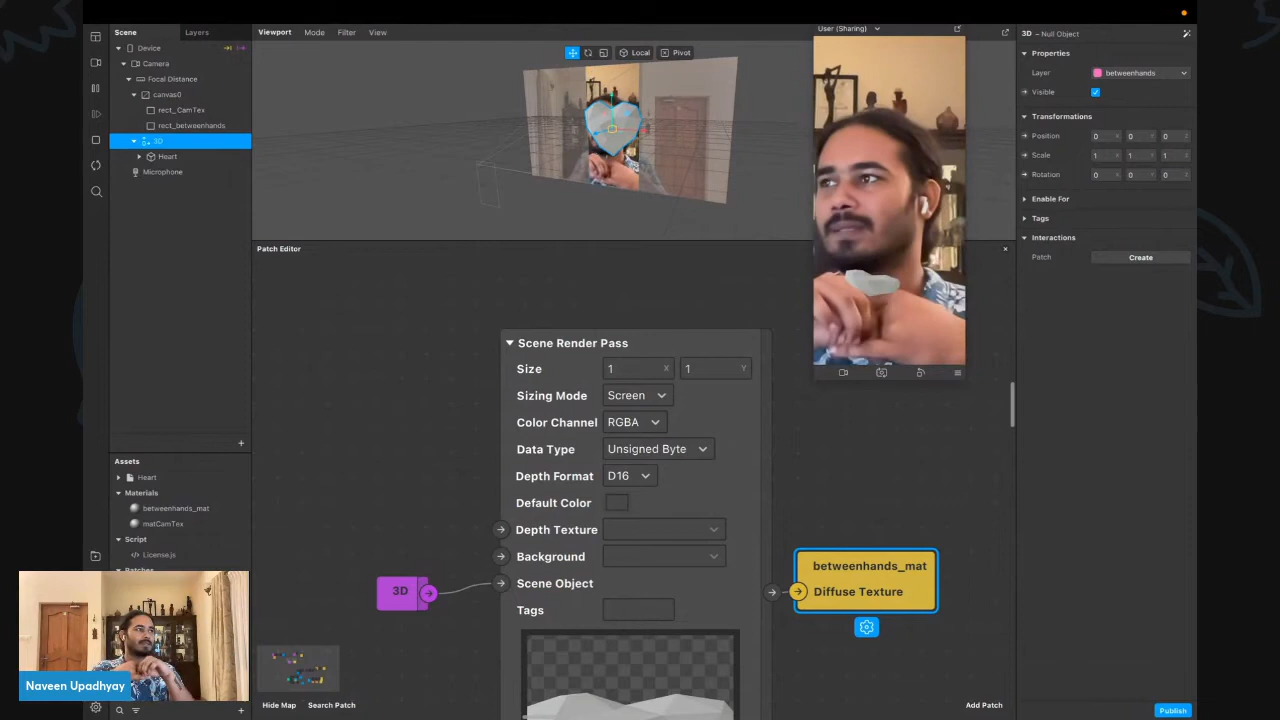 Scene
Layers
Device
Camera
Focal Distance
canvas0
rect_CamTex
rect_betweenhands
3D
Heart
Microphone
Assets
Heart
Materials
betweenhands_mat
matCamTex
Script
License.js
Patches
Naveen Upadhyay
Viewport
Mode
Filter
View
Local
Pivot
User (Sharing)
Patch Editor
Scene Render Pass
Size
1
X
1
Y
Sizing Mode
Screen
Color Channel
RGBA
Data Type
Unsigned Byte
Depth Format
D16
Default Color
Depth Texture
Background
Scene Object
Tags
3D
betweenhands_mat
Diffuse Texture
Hide Map
Search Patch
Add Patch
3D — Null Object
Properties
Layer
betweenhands
Visible
Transformations
Position
0
0
0
Scale
1
1
1
Rotation
0
0
0
Enable For
Tags
Interactions
Patch
Create
Publish